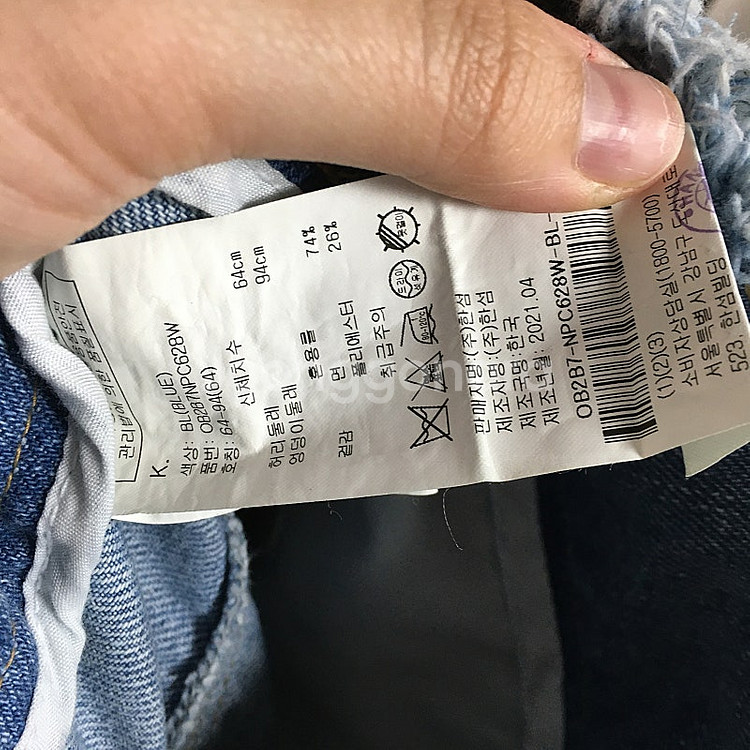 관리법에 의한 품질표시
K.
색상: BL(BLUE)
품번: OB2B7NPC628W
호칭: 64-94(64)
신체치수
허리둘레 64cm
엉덩이둘레 94cm
혼용률
겉감 면 74%
폴리에스터 26%
취급주의
드라이
판매자명:(주)한섬
제조자명:(주)한섬
제조국명:한국
제조년월: 2021.04
OB2B7-NPC628W-BL-
(1)(2)(3)
소비자상담실(1800-5700)
서울특별시 강남구
523, 한섬빌딩